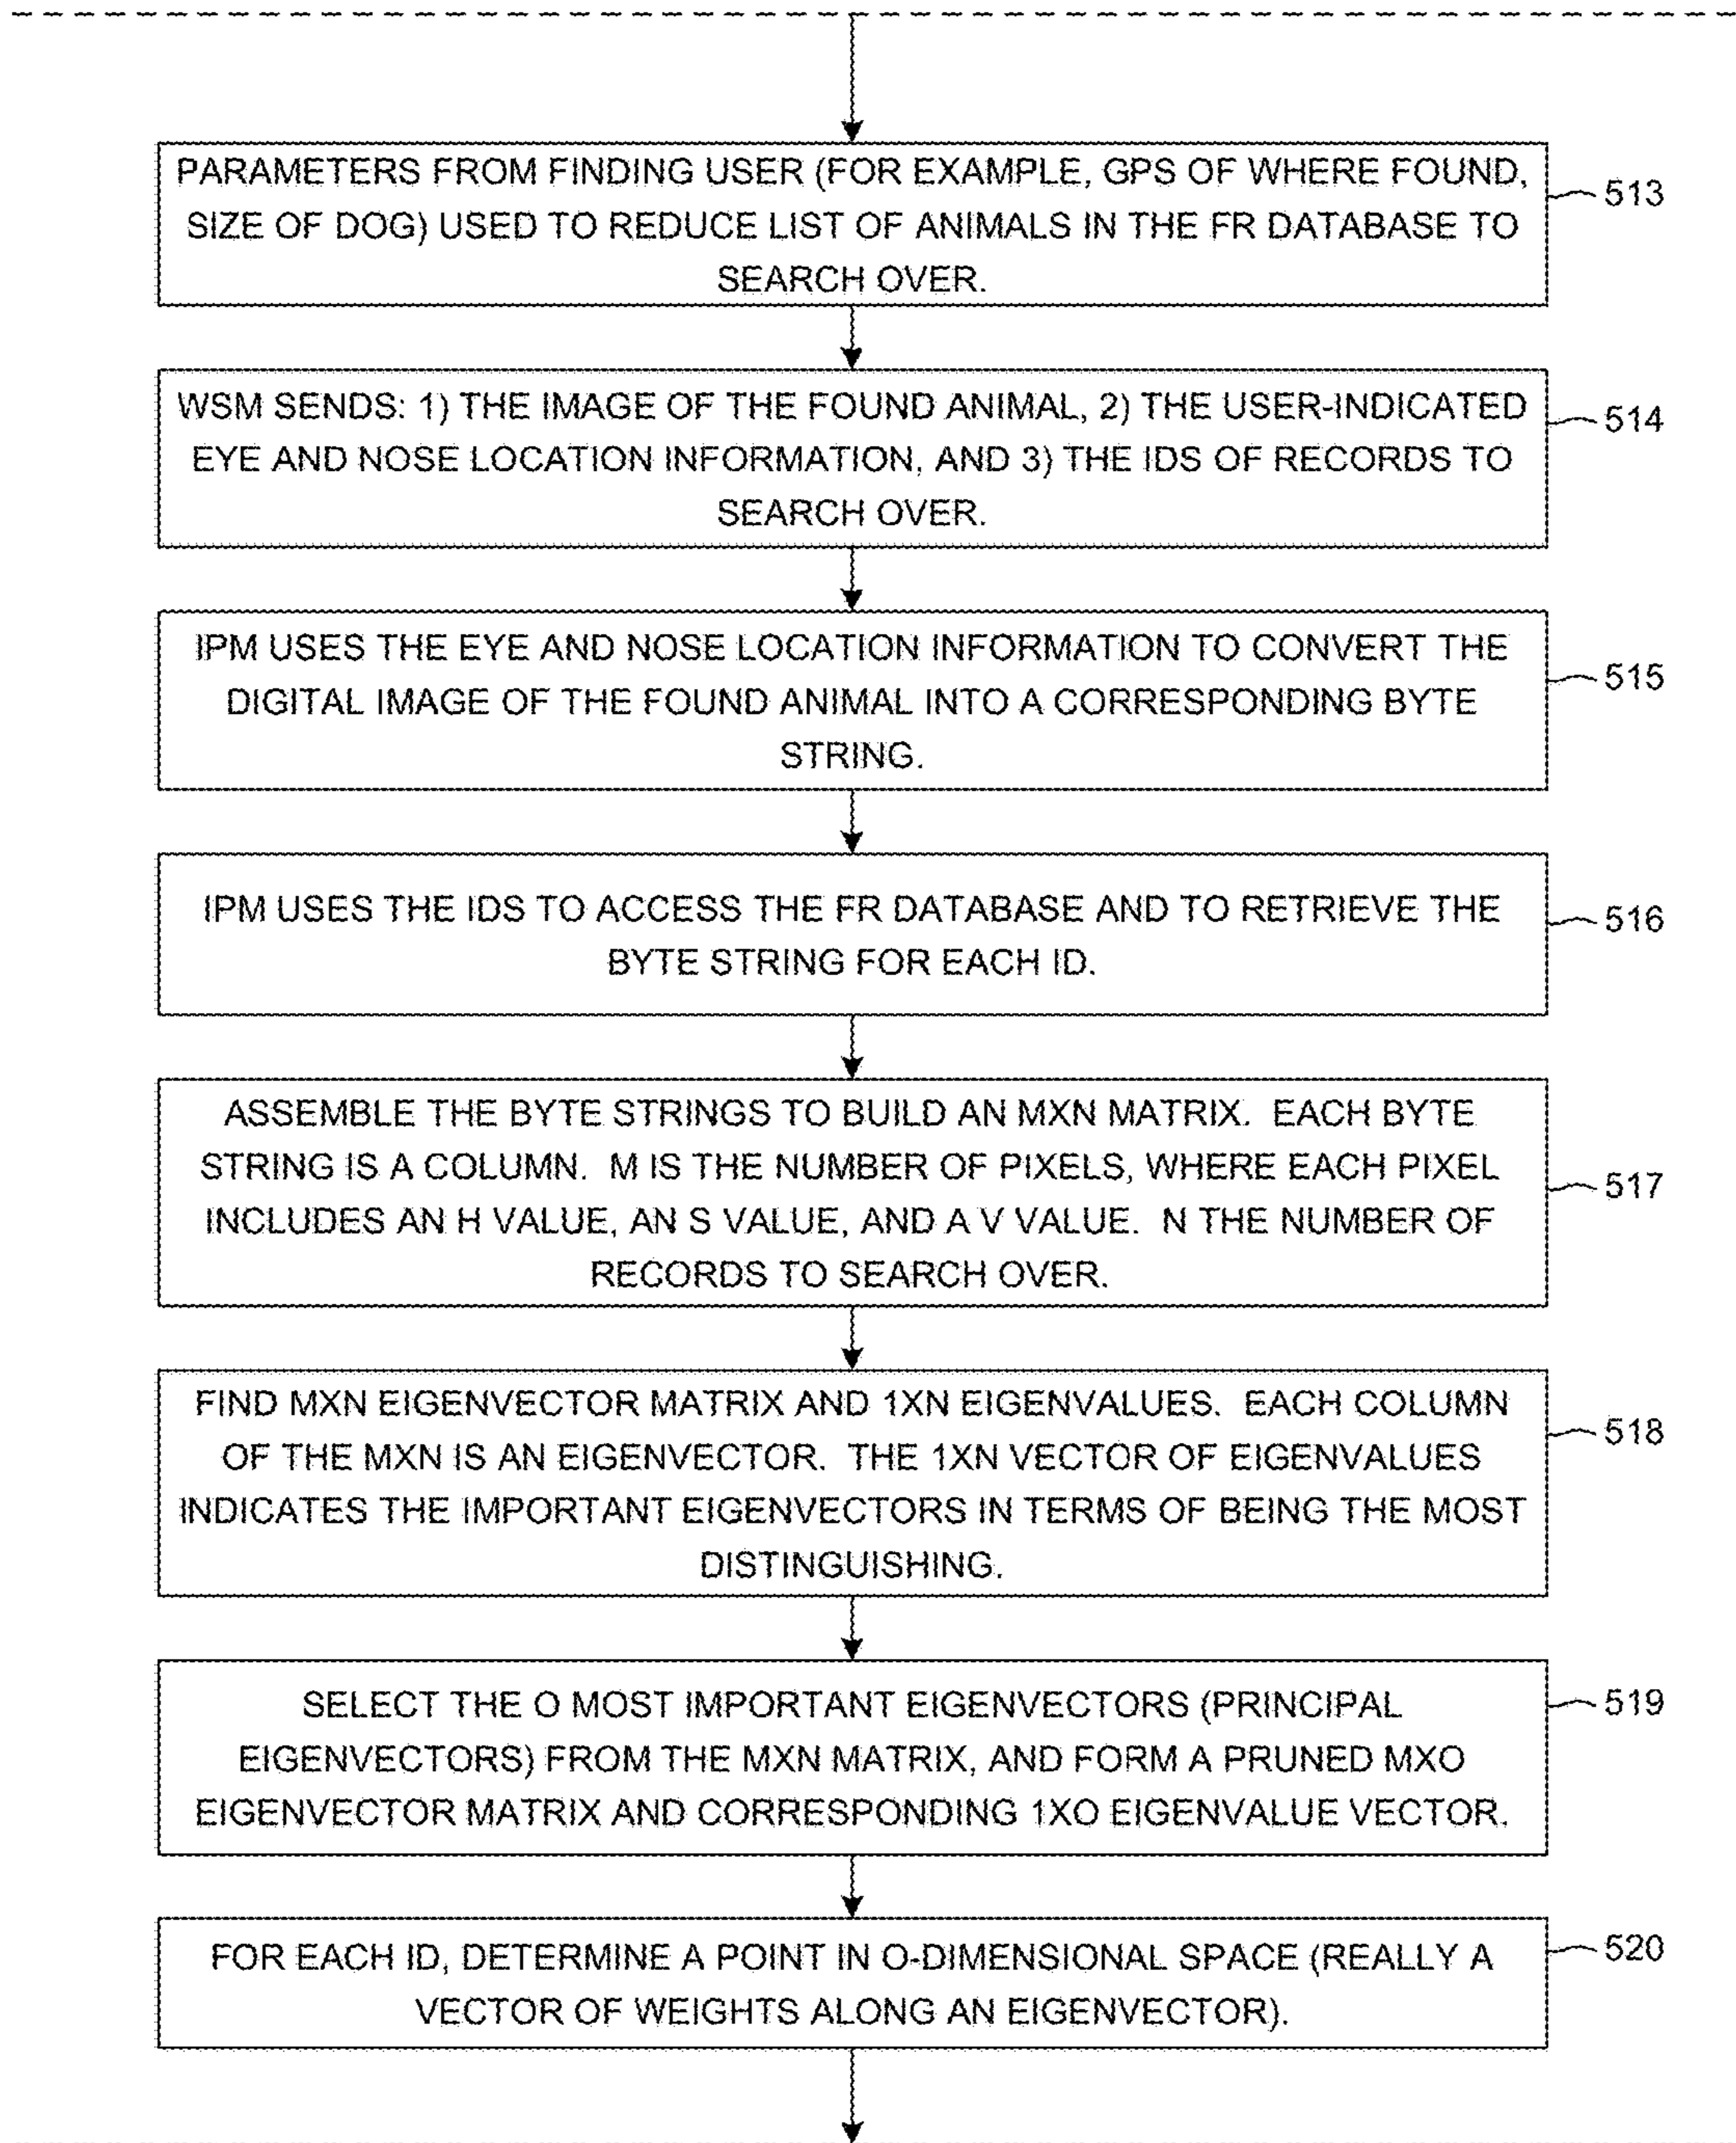 PARAMETERS FROM FINDING USER (FOR EXAMPLE, GPS OF WHERE FOUND,
SIZE OF DOG) USED TO REDUCE LIST OF ANIMALS IN THE FR DATABASE TO
SEARCH OVER.
513
WSM SENDS: 1) THE IMAGE OF THE FOUND ANIMAL, 2) THE USER-INDICATED
EYE AND NOSE LOCATION INFORMATION, AND 3) THE IDS OF RECORDS TO
SEARCH OVER.
514
IPM USES THE EYE AND NOSE LOCATION INFORMATION TO CONVERT THE
DIGITAL IMAGE OF THE FOUND ANIMAL INTO A CORRESPONDING BYTE
STRING.
515
IPM USES THE IDS TO ACCESS THE FR DATABASE AND TO RETRIEVE THE
BYTE STRING FOR EACH ID.
516
ASSEMBLE THE BYTE STRINGS TO BUILD AN MXN MATRIX. EACH BYTE
STRING IS A COLUMN. M IS THE NUMBER OF PIXELS, WHERE EACH PIXEL
INCLUDES AN H VALUE, AN S VALUE, AND A V VALUE. N THE NUMBER OF
RECORDS TO SEARCH OVER.
517
FIND MXN EIGENVECTOR MATRIX AND 1XN EIGENVALUES. EACH COLUMN
OF THE MXN IS AN EIGENVECTOR. THE 1XN VECTOR OF EIGENVALUES
INDICATES THE IMPORTANT EIGENVECTORS IN TERMS OF BEING THE MOST
DISTINGUISHING.
518
SELECT THE O MOST IMPORTANT EIGENVECTORS (PRINCIPAL
EIGENVECTORS) FROM THE MXN MATRIX, AND FORM A PRUNED MXO
EIGENVECTOR MATRIX AND CORRESPONDING 1XO EIGENVALUE VECTOR.
519
FOR EACH ID, DETERMINE A POINT IN O-DIMENSIONAL SPACE (REALLY A
VECTOR OF WEIGHTS ALONG AN EIGENVECTOR).
520